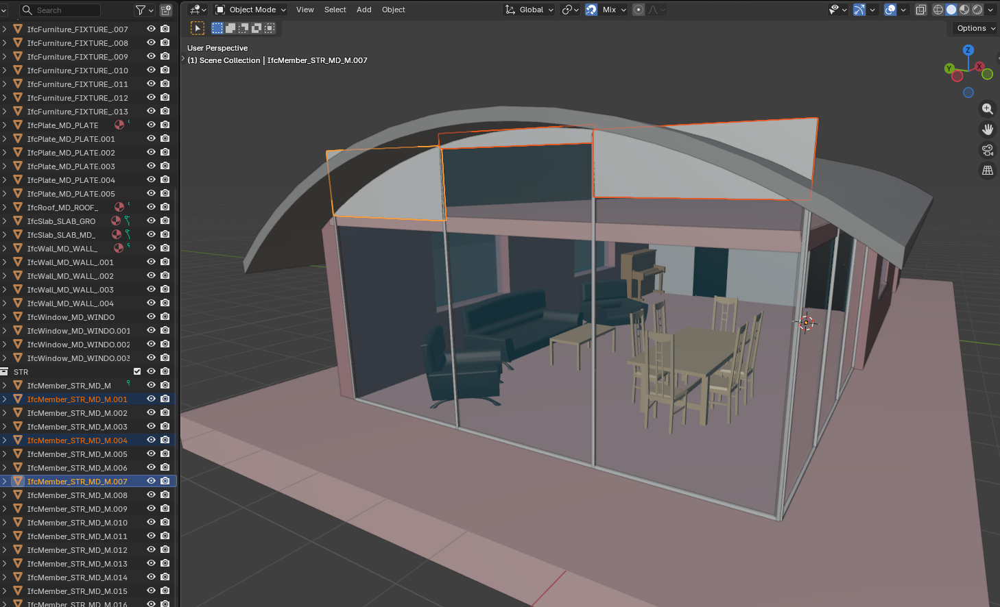 Search
Object Mode
View
Select
Add
Object
Global
Mix
Options
User Perspective
(1) Scene Collection | IfcMember_STR_MD_M.007
Z
Y
X
IfcFurniture_FIXTURE_.007
IfcFurniture_FIXTURE_.008
IfcFurniture_FIXTURE_.009
IfcFurniture_FIXTURE_.010
IfcFurniture_FIXTURE_.011
IfcFurniture_FIXTURE_.012
IfcFurniture_FIXTURE_.013
IfcPlate_MD_PLATE
IfcPlate_MD_PLATE.001
IfcPlate_MD_PLATE.002
IfcPlate_MD_PLATE.003
IfcPlate_MD_PLATE.004
IfcPlate_MD_PLATE.005
IfcRoof_MD_ROOF_
IfcSlab_SLAB_GRO
IfcSlab_SLAB_MD_
IfcWall_MD_WALL_
IfcWall_MD_WALL_.001
IfcWall_MD_WALL_.002
IfcWall_MD_WALL_.003
IfcWall_MD_WALL_.004
IfcWindow_MD_WINDO
IfcWindow_MD_WINDO.001
IfcWindow_MD_WINDO.002
IfcWindow_MD_WINDO.003
STR
IfcMember_STR_MD_M
IfcMember_STR_MD_M.001
IfcMember_STR_MD_M.002
IfcMember_STR_MD_M.003
IfcMember_STR_MD_M.004
IfcMember_STR_MD_M.005
IfcMember_STR_MD_M.006
IfcMember_STR_MD_M.007
IfcMember_STR_MD_M.008
IfcMember_STR_MD_M.009
IfcMember_STR_MD_M.010
IfcMember_STR_MD_M.011
IfcMember_STR_MD_M.012
IfcMember_STR_MD_M.013
IfcMember_STR_MD_M.014
IfcMember_STR_MD_M.015
IfcMember_STR_MD_M.016